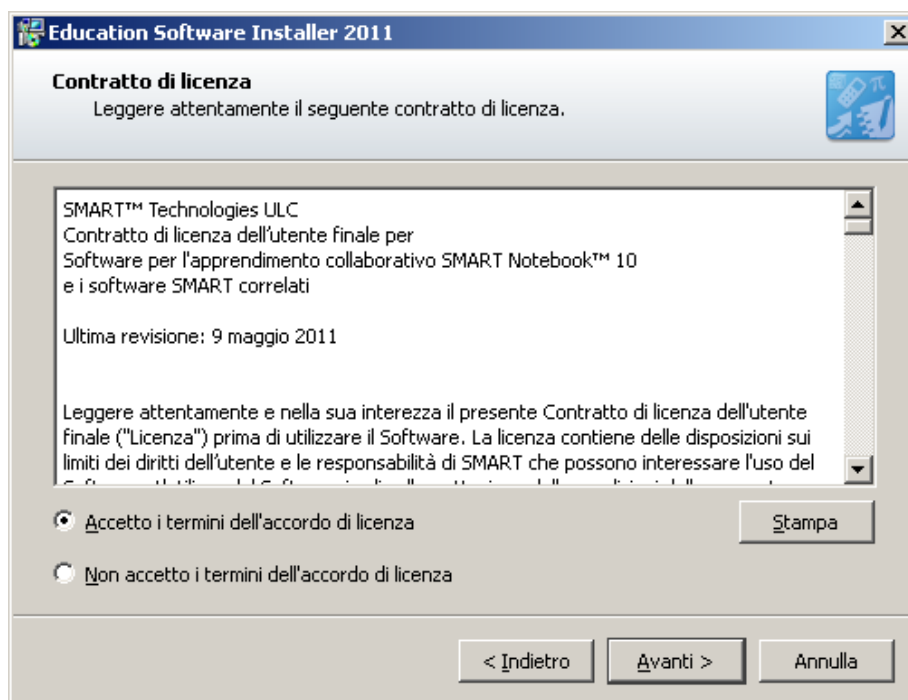 Education Software Installer 2011
Contratto di licenza
Leggere attentamente il seguente contratto di licenza.
π
SMART™ Technologies ULC
Contratto di licenza dell'utente finale per
Software per l'apprendimento collaborativo SMART Notebook™ 10
e i software SMART correlati
Ultima revisione: 9 maggio 2011
Leggere attentamente e nella sua interezza il presente Contratto di licenza dell'utente
finale ("Licenza") prima di utilizzare il Software. La licenza contiene delle disposizioni sui
limiti dei diritti dell'utente e le responsabilità di SMART che possono interessare l'uso del
Accetto i termini dell'accordo di licenza
Stampa
Non accetto i termini dell'accordo di licenza
< Indietro
Avanti >
Annulla